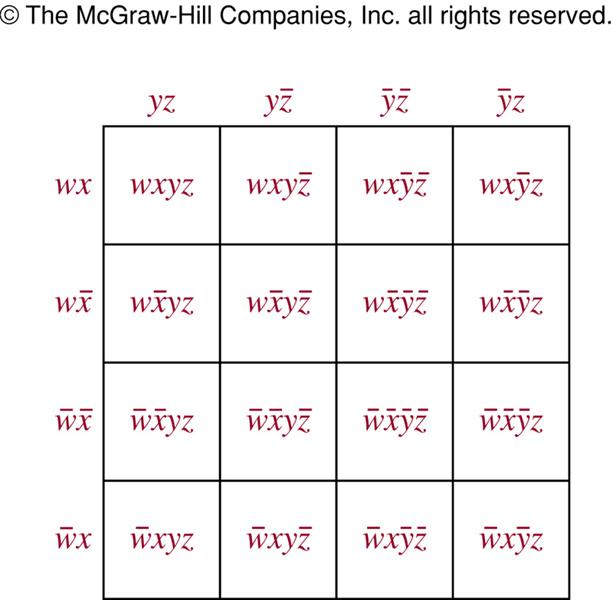 © The McGraw-Hill Companies, Inc. all rights reserved.
yz yz̄ ȳz̄ ȳz
wx wxyz wxyz̄ wxȳz̄ wxȳz
wx̄ wx̄yz wx̄yz̄ wx̄ȳz̄ wx̄ȳz
w̄x̄ w̄x̄yz w̄x̄yz̄ w̄x̄ȳz̄ w̄x̄ȳz
w̄x w̄xyz w̄xyz̄ w̄xȳz̄ w̄xȳz